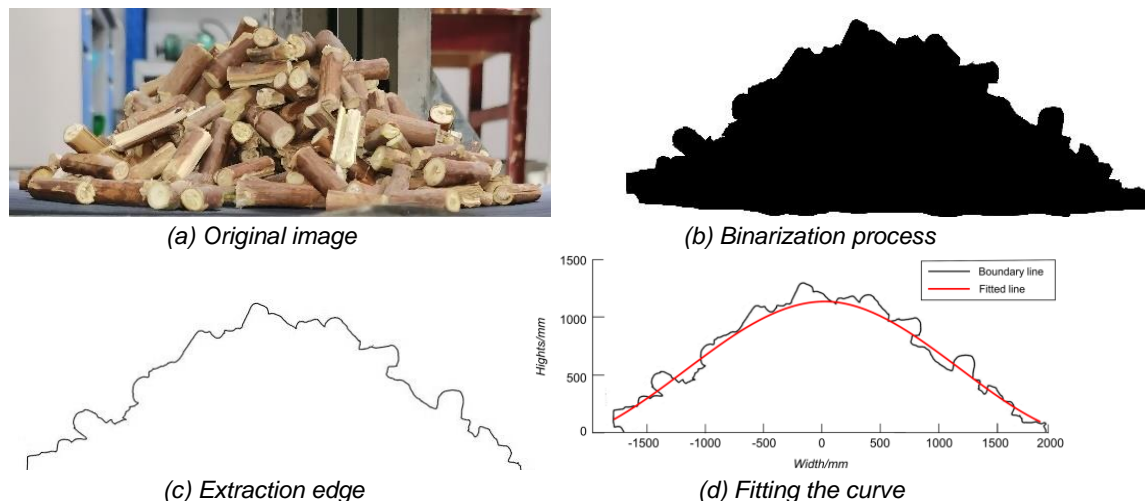 (a) Original image
(b) Binarization process
1500
1000
500
0
Hights/mm
Boundary line
Fitted line
-1500 -1000 -500 0 500 1000 1500 2000
Width/mm
(c) Extraction edge
(d) Fitting the curve